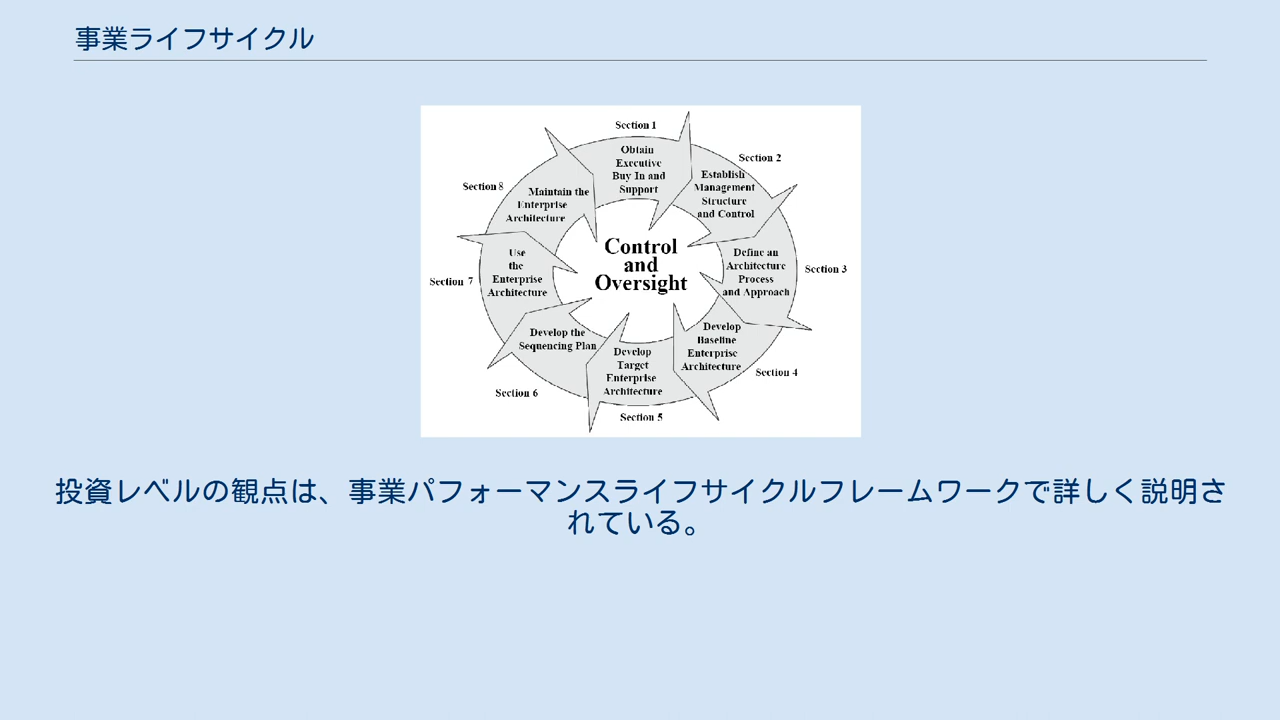 事業ライフサイクル
Section 1
Obtain
Executive
Buy In and
Support
Section 2
Establish
Management
Structure
and Control
Section 3
Define an
Architecture
Process
and Approach
Section 4
Develop
Baseline
Enterprise
Architecture
Section 5
Develop
Target
Enterprise
Architecture
Section 6
Develop the
Sequencing Plan
Section 7
Use
the
Enterprise
Architecture
Section 8
Maintain the
Enterprise
Architecture
Control
and
Oversight
投資レベルの観点は、事業パフォーマンスライフサイクルフレームワークで詳しく説明さ
れている。